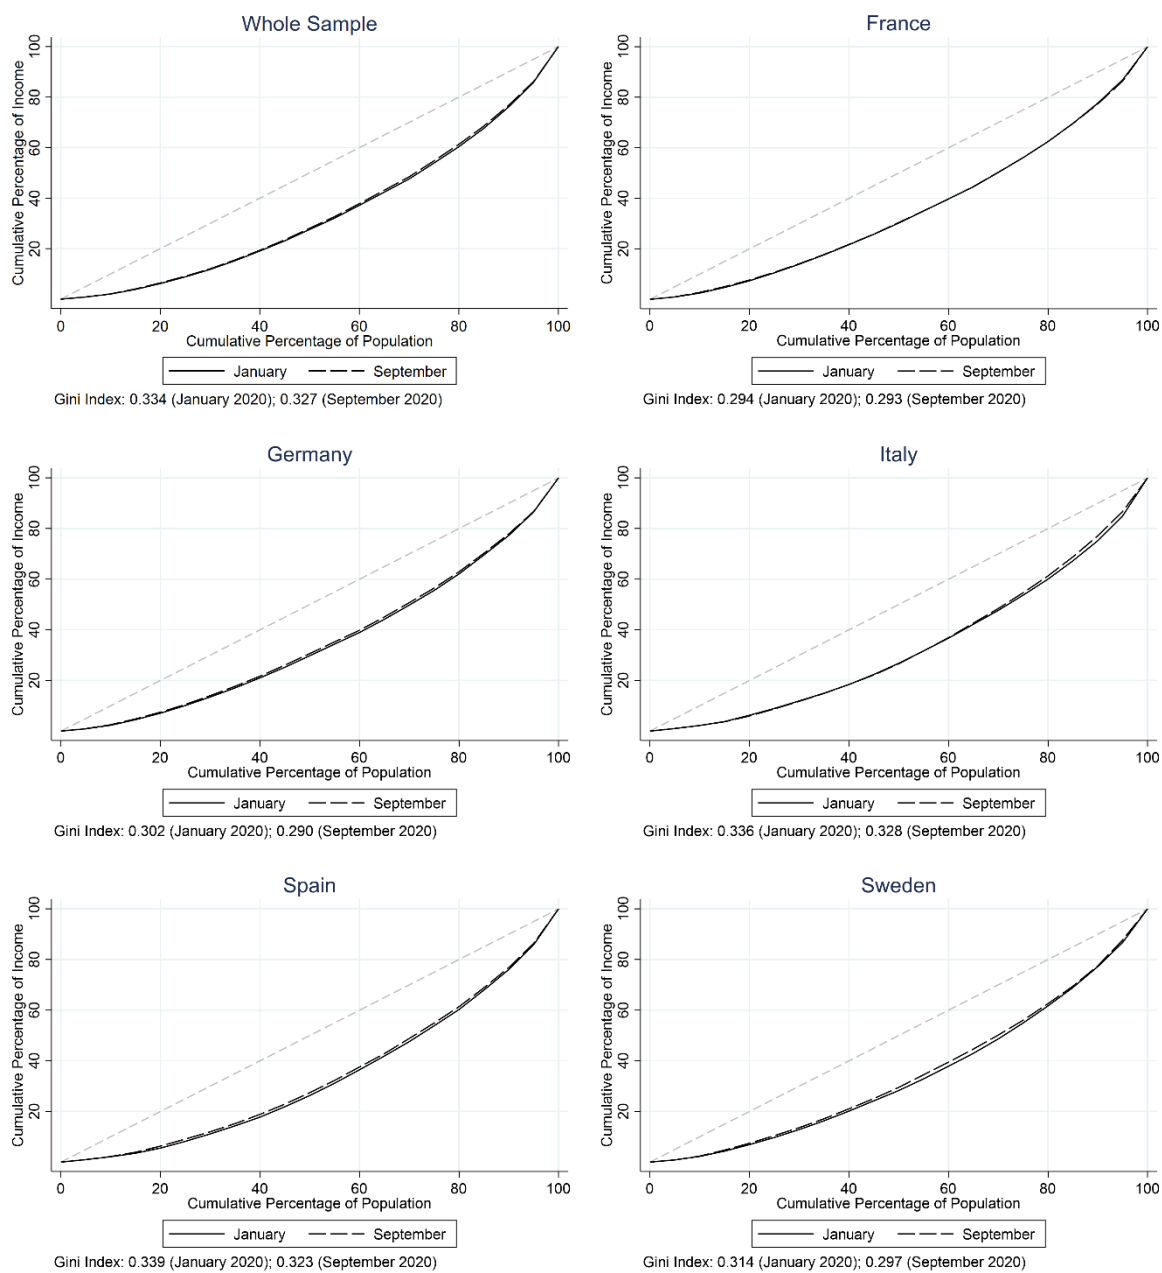 Whole Sample
Cumulative Percentage of Income
100
80
60
40
20
0 20 40 60 80 100
Cumulative Percentage of Population
January September
Gini Index: 0.334 (January 2020); 0.327 (September 2020)
France
Cumulative Percentage of Income
100
80
60
40
20
0 20 40 60 80 100
Cumulative Percentage of Population
January September
Gini Index: 0.294 (January 2020); 0.293 (September 2020)
Germany
Cumulative Percentage of Income
100
80
60
40
20
0 20 40 60 80 100
Cumulative Percentage of Population
January September
Gini Index: 0.302 (January 2020); 0.290 (September 2020)
Italy
Cumulative Percentage of Income
100
80
60
40
20
0 20 40 60 80 100
Cumulative Percentage of Population
January September
Gini Index: 0.336 (January 2020); 0.328 (September 2020)
Spain
Cumulative Percentage of Income
100
80
60
40
20
0 20 40 60 80 100
Cumulative Percentage of Population
January September
Gini Index: 0.339 (January 2020); 0.323 (September 2020)
Sweden
Cumulative Percentage of Income
100
80
60
40
20
0 20 40 60 80 100
Cumulative Percentage of Population
January September
Gini Index: 0.314 (January 2020); 0.297 (September 2020)